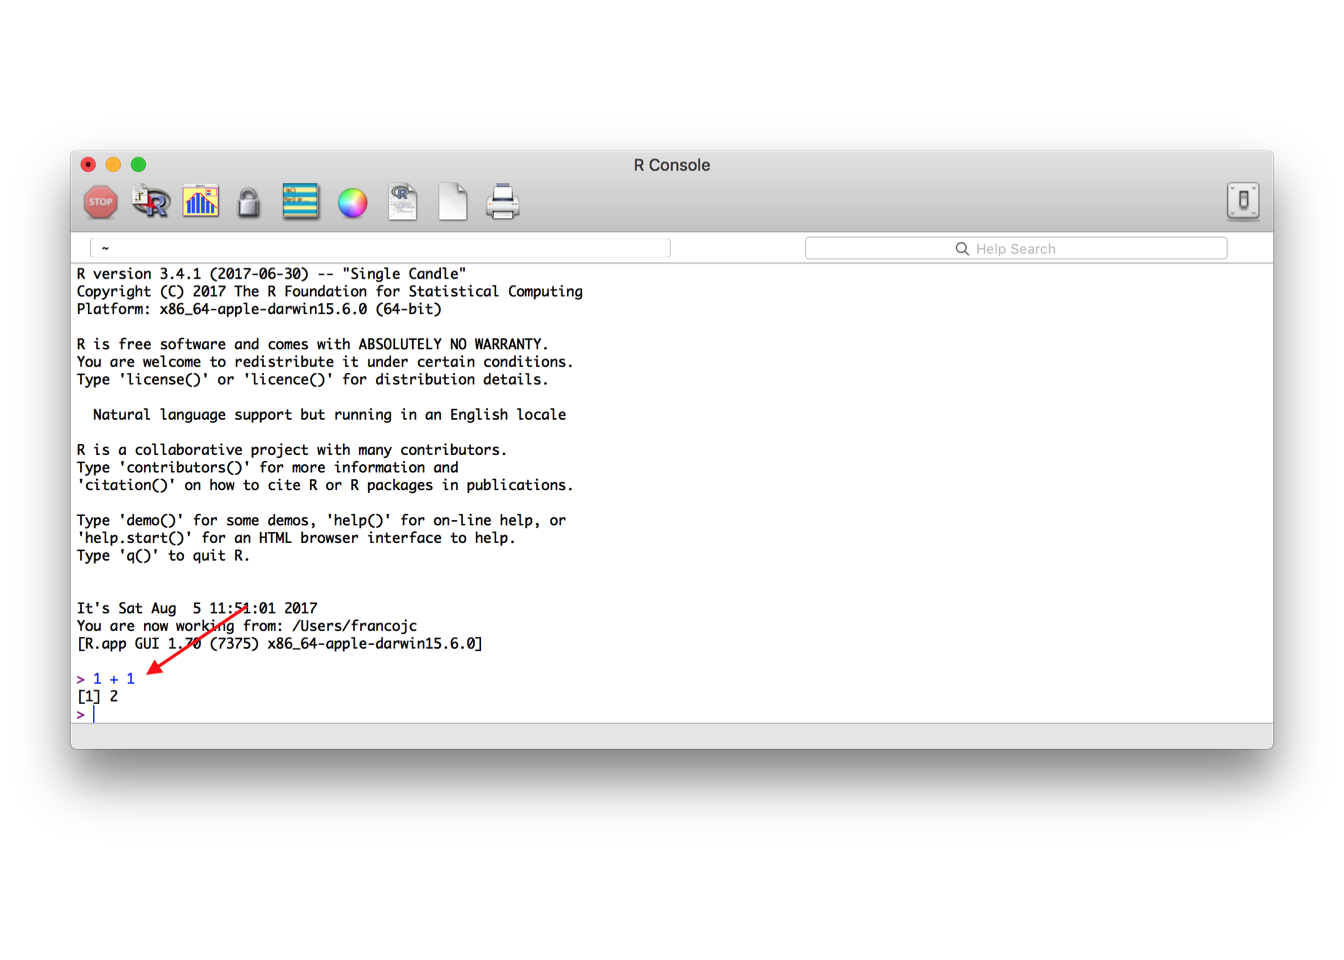 R Console
STOP
~
Help Search
R version 3.4.1 (2017-06-30) -- "Single Candle"
Copyright (C) 2017 The R Foundation for Statistical Computing
Platform: x86_64-apple-darwin15.6.0 (64-bit)
R is free software and comes with ABSOLUTELY NO WARRANTY.
You are welcome to redistribute it under certain conditions.
Type 'license()' or 'licence()' for distribution details.
Natural language support but running in an English locale
R is a collaborative project with many contributors.
Type 'contributors()' for more information and
'citation()' on how to cite R or R packages in publications.
Type 'demo()' for some demos, 'help()' for on-line help, or
'help.start()' for an HTML browser interface to help.
Type 'q()' to quit R.
It's Sat Aug  5 11:51:01 2017
You are now working from: /Users/francojc
[R.app GUI 1.70 (7375) x86_64-apple-darwin15.6.0]
> 1 + 1
[1] 2
>